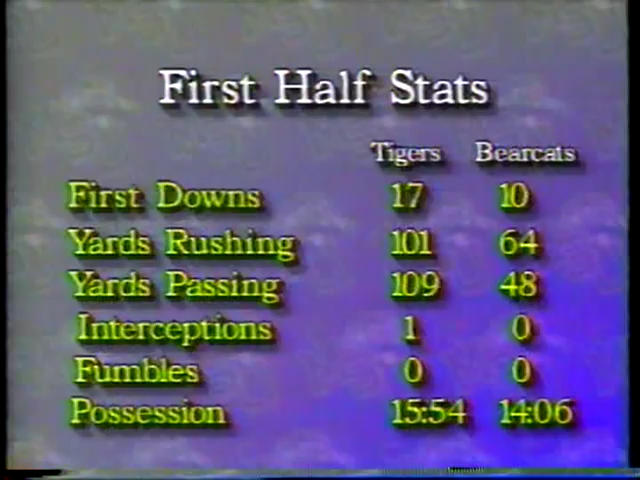 First Half Stats
Tigers Bearcats
First Downs 17 10
Yards Rushing 101 64
Yards Passing 109 48
Interceptions 1 0
Fumbles 0 0
Possession 15:54 14:06